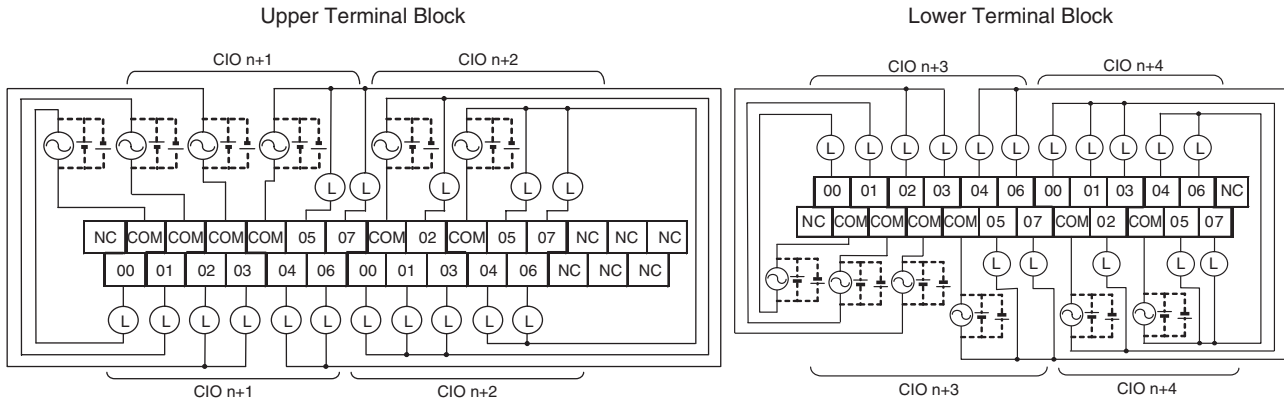 Upper Terminal Block
Lower Terminal Block
CIO n+1
CIO n+2
L L L L L
NC COM COM COM COM 05 07 COM 02 COM 05 07 NC NC NC
00 01 02 03 04 06 00 01 03 04 06 NC NC NC
L L L L L L L L L L L
CIO n+1
CIO n+2
CIO n+3
CIO n+4
L L L L L L L L L L L
00 01 02 03 04 06 00 01 03 04 06 NC
NC COM COM COM COM 05 07 COM 02 COM 05 07
L L L L L
CIO n+3
CIO n+4